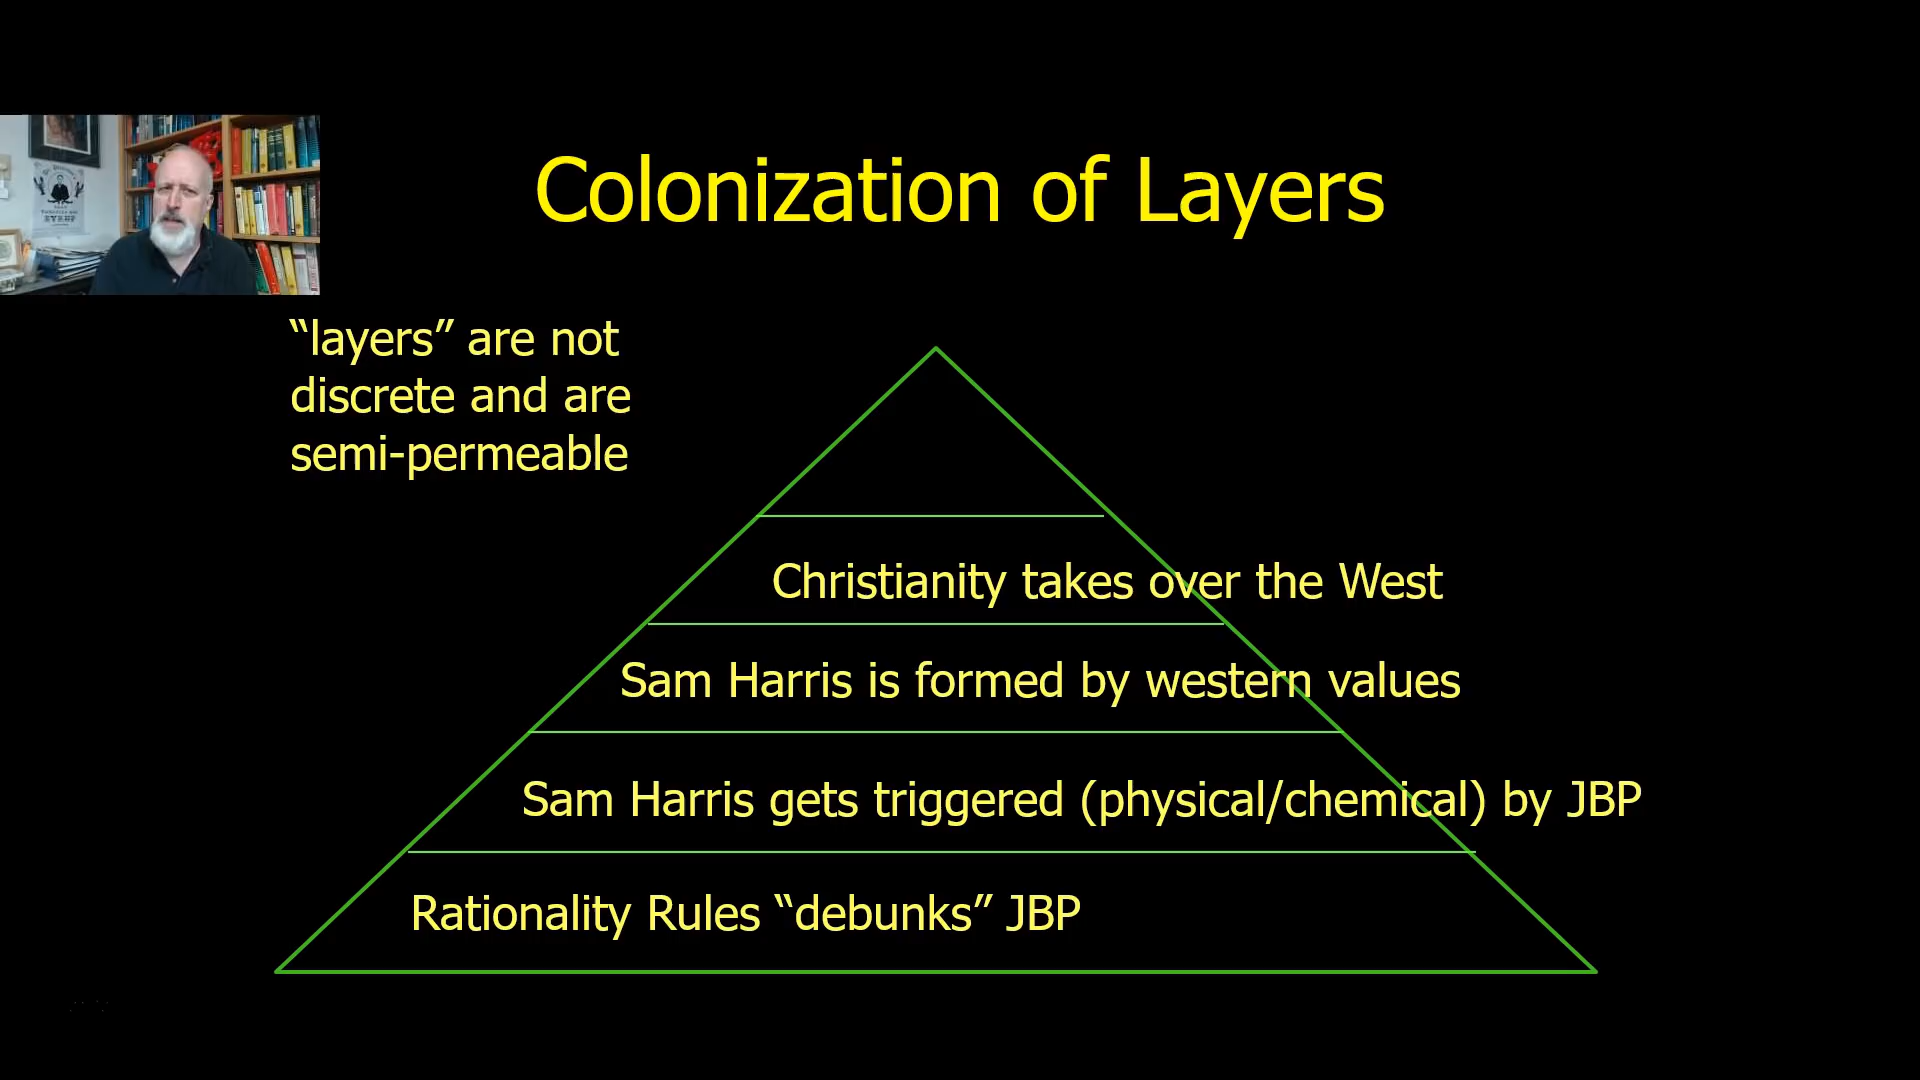 Colonization of Layers
“layers” are not
discrete and are
semi-permeable
Christianity takes over the West
Sam Harris is formed by western values
Sam Harris gets triggered (physical/chemical) by JBP
Rationality Rules “debunks” JBP